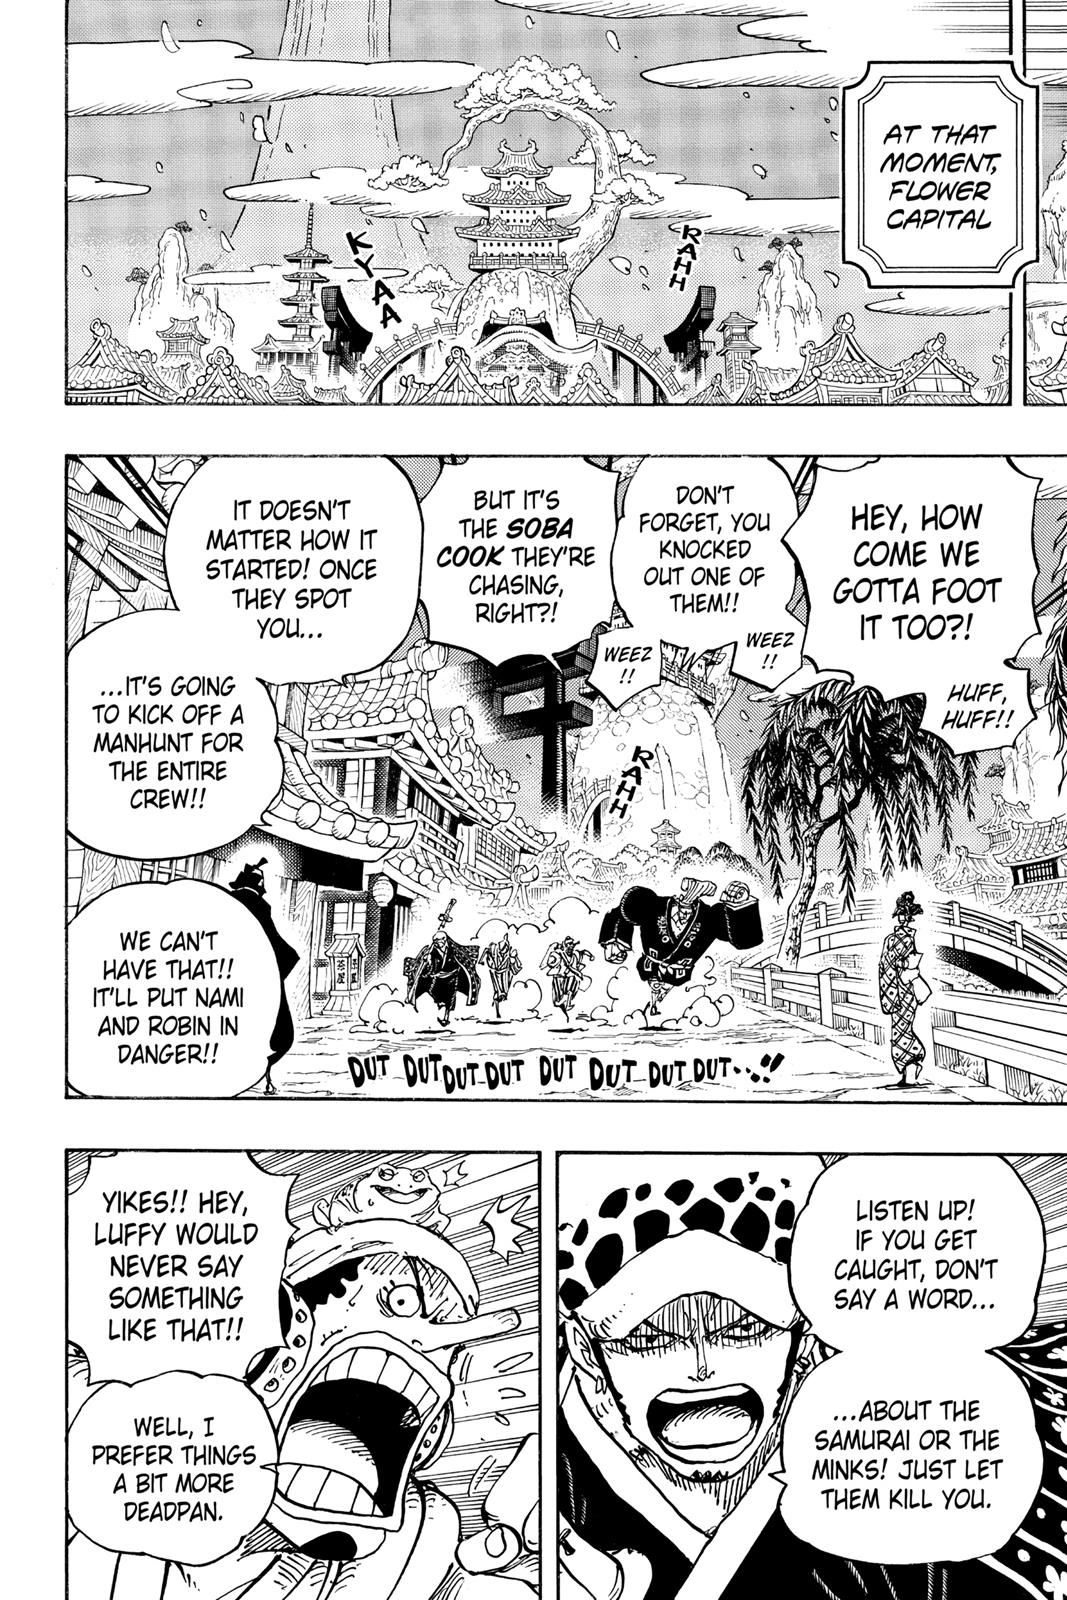 AT THAT
MOMENT,
FLOWER
CAPITAL
RAHH
KYAA
HEY, HOW
COME WE
GOTTA FOOT
IT TOO?!
HUFF,
HUFF!!
DON'T
FORGET, YOU
KNOCKED
OUT ONE OF
THEM!!
WEEZ
!!
WEEZ
!!
BUT IT'S
THE SOBA
COOK THEY'RE
CHASING,
RIGHT?!
RAHH
IT DOESN'T
MATTER HOW IT
STARTED! ONCE
THEY SPOT
YOU...
...IT'S GOING
TO KICK OFF A
MANHUNT FOR
THE ENTIRE
CREW!!
WE CAN'T
HAVE THAT!!
IT'LL PUT NAMI
AND ROBIN IN
DANGER!!
茶屋
DUT DUT DUT DUT DUT DUT DUT DUT...!!
LISTEN UP!
IF YOU GET
CAUGHT, DON'T
SAY A WORD...
...ABOUT THE
SAMURAI OR THE
MINKS! JUST LET
THEM KILL YOU.
YIKES!! HEY,
LUFFY WOULD
NEVER SAY
SOMETHING
LIKE THAT!!
WELL, I
PREFER THINGS
A BIT MORE
DEADPAN.